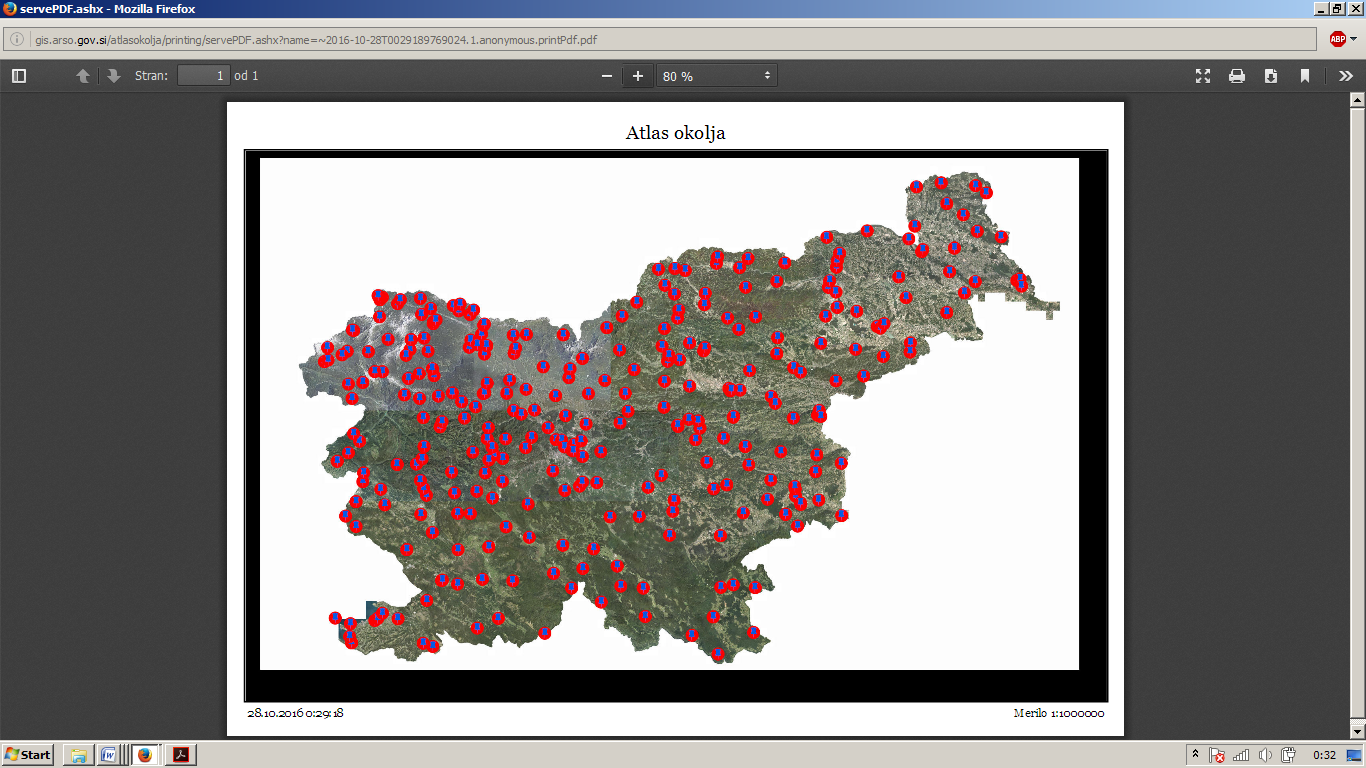 servePDF.ashx - Mozilla Firefox
gis.arso.gov.si/atlasokolja/printing/servePDF.ashx?name=~2016-10-28T0029189769024.1.anonymous.printPdf.pdf
ABP
Stran: 1 od 1
80 %
Atlas okolja
28.10.2016 0:29:18
Merilo 1:1000000
Start
0:32